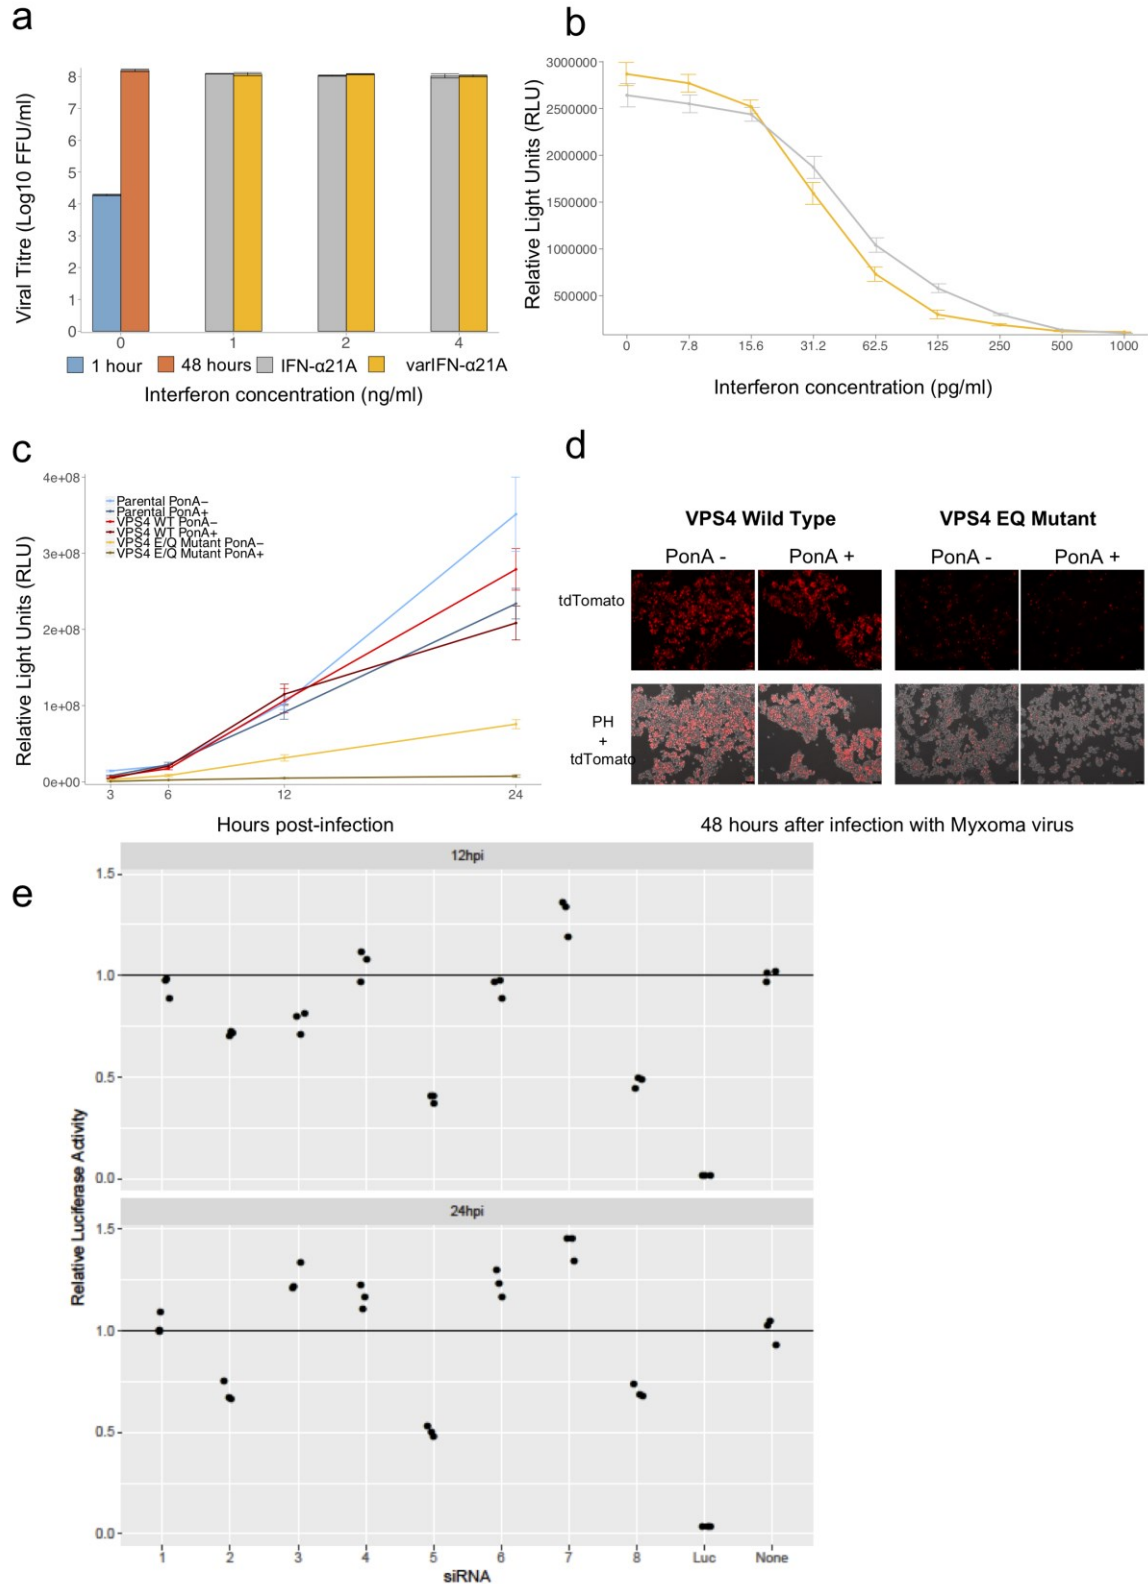 a
Viral Titre (Log10 FFU/ml)
8
7
6
5
4
3
2
1
0
0 1 2 4
1 hour 48 hours IFN-α21A varIFN-α21A
Interferon concentration (ng/ml)
b
Relative Light Units (RLU)
3000000
2500000
2000000
1500000
1000000
500000
0 7.8 15.6 31.2 62.5 125 250 500 1000
Interferon concentration (pg/ml)
c
Relative Light Units (RLU)
4e+08
3e+08
2e+08
1e+08
0e+00
Parental PonA−
Parental PonA+
VPS4 WT PonA−
VPS4 WT PonA+
VPS4 E/Q Mutant PonA−
VPS4 E/Q Mutant PonA+
3 6 12 24
Hours post-infection
d
VPS4 Wild Type VPS4 EQ Mutant
PonA - PonA + PonA - PonA +
tdTomato
PH
+
tdTomato
48 hours after infection with Myxoma virus
e
Relative Luciferase Activity
12hpi
1.5
1.0
0.5
0.0
24hpi
1.5
1.0
0.5
0.0
1 2 3 4 5 6 7 8 Luc None
siRNA